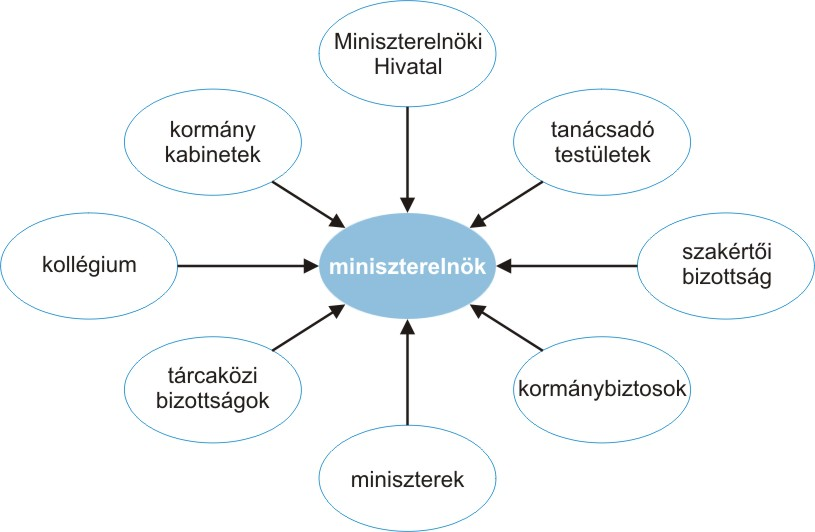 Miniszterelnöki
Hivatal
kormány
kabinetek
tanácsadó
testületek
kollégium
miniszterelnök
szakértői
bizottság
tárcaközi
bizottságok
kormánybiztosok
miniszterek